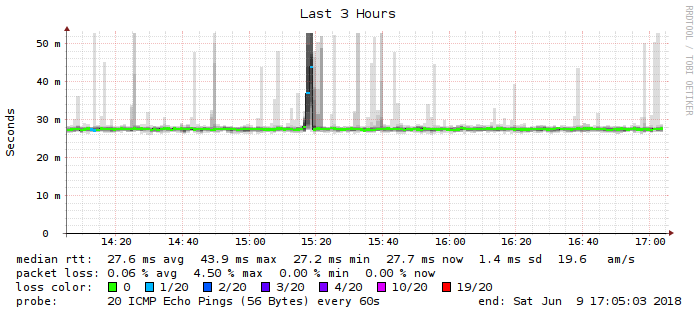 Last 3 Hours
RRDTOOL / TOBI OETIKER
Seconds
50 m
40 m
30 m
20 m
10 m
0
14:20 14:40 15:00 15:20 15:40 16:00 16:20 16:40 17:00
median rtt: 27.6 ms avg 43.9 ms max 27.2 ms min 27.7 ms now 1.4 ms sd 19.6 am/s
packet loss: 0.06 % avg 4.50 % max 0.00 % min 0.00 % now
loss color: 0 1/20 2/20 3/20 4/20 10/20 19/20
probe: 20 ICMP Echo Pings (56 Bytes) every 60s end: Sat Jun 9 17:05:03 2018